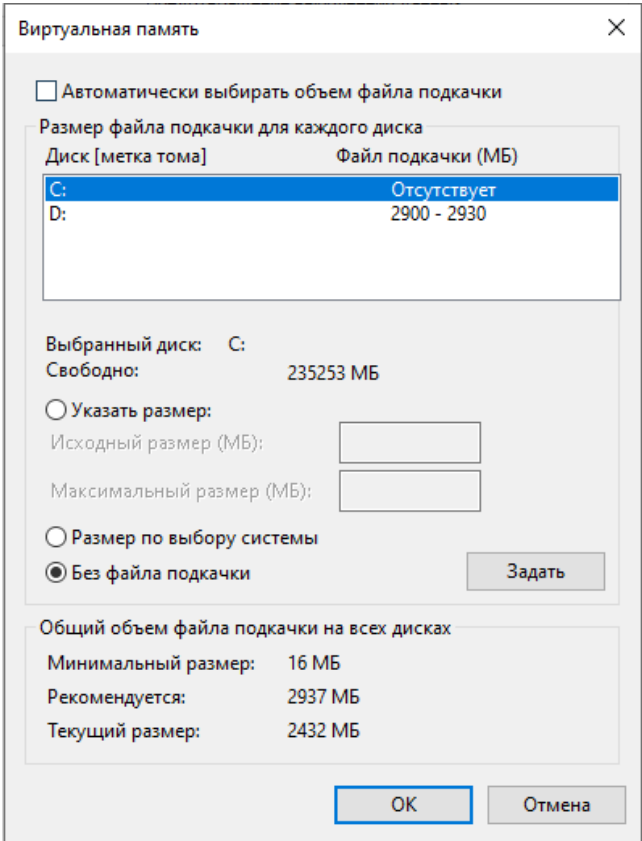 Виртуальная память
Автоматически выбирать объем файла подкачки
Размер файла подкачки для каждого диска
Диск [метка тома] Файл подкачки (МБ)
C: Отсутствует
D: 2900 - 2930
Выбранный диск: C:
Свободно: 235253 МБ
Указать размер:
Исходный размер (МБ):
Максимальный размер (МБ):
Размер по выбору системы
Без файла подкачки Задать
Общий объем файла подкачки на всех дисках
Минимальный размер: 16 МБ
Рекомендуется: 2937 МБ
Текущий размер: 2432 МБ
ОК Отмена